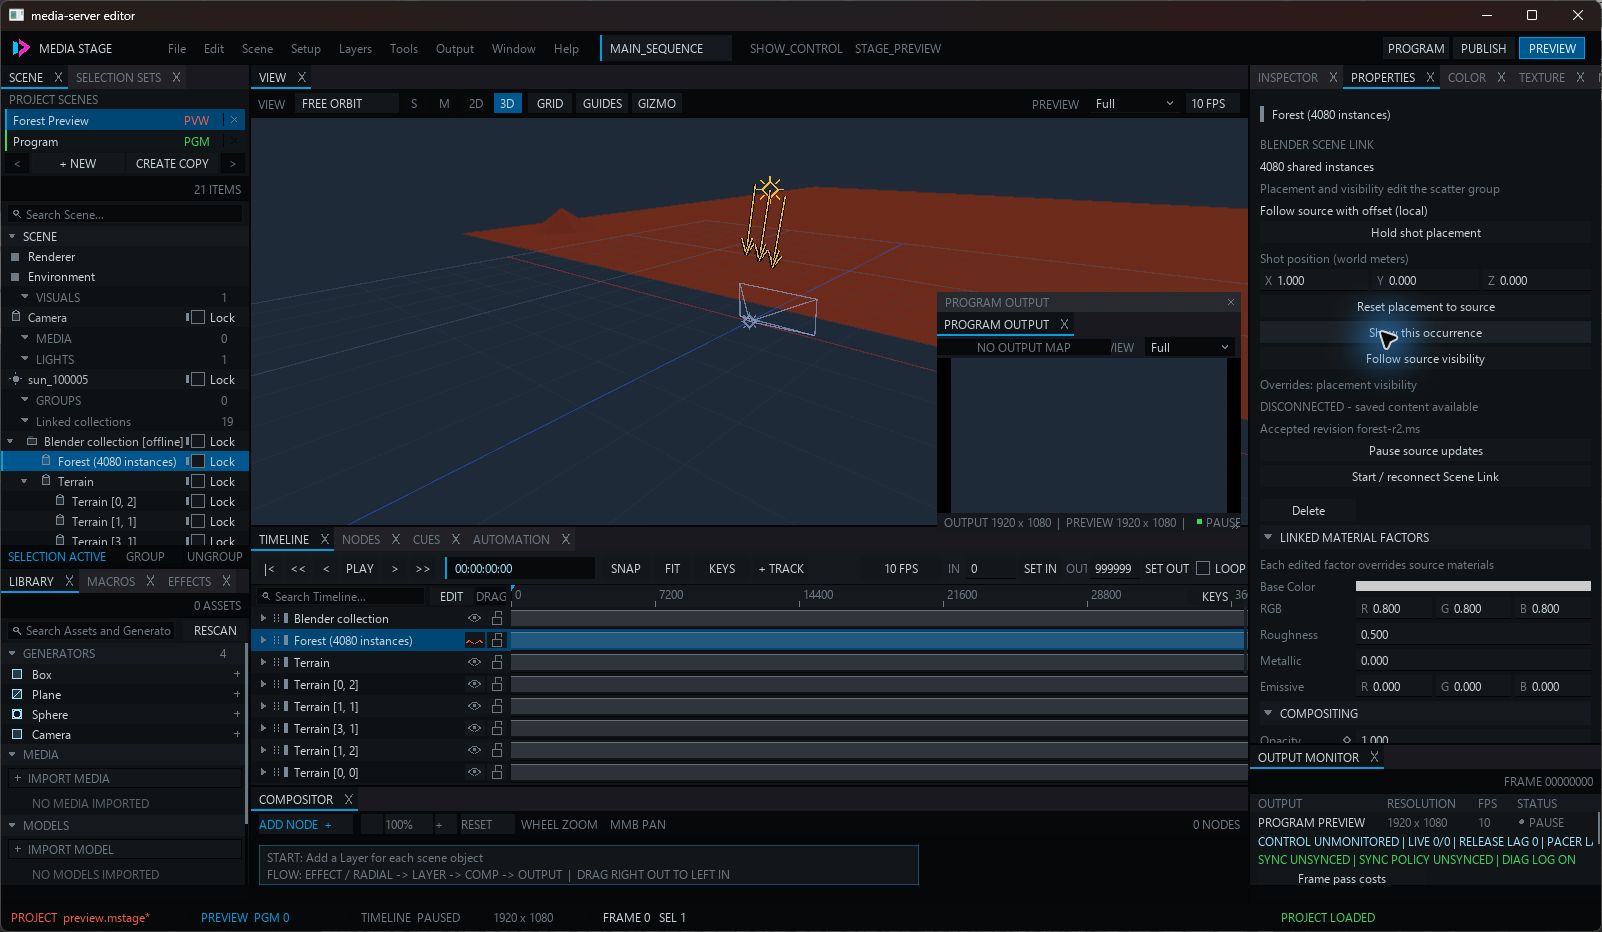 media-server editor
MEDIA STAGE File Edit Scene Setup Layers Tools Output Window Help MAIN_SEQUENCE SHOW_CONTROL STAGE_PREVIEW PROGRAM PUBLISH PREVIEW
SCENE X SELECTION SETS X
PROJECT SCENES
Forest Preview PVW
Program PGM
< + NEW CREATE COPY >
21 ITEMS
Search Scene...
SCENE
Renderer
Environment
VISUALS 1
Camera Lock
MEDIA 0
LIGHTS 1
sun_100005 Lock
GROUPS 0
Linked collections 19
Blender collection [offline] Lock
Forest (4080 instances) Lock
Terrain Lock
Terrain [0, 2] Lock
Terrain [1, 1] Lock
Terrain [3, 1] Lock
SELECTION ACTIVE GROUP UNGROUP
LIBRARY X MACROS X EFFECTS X
0 ASSETS
Search Assets and Generato RESCAN
GENERATORS 4
Box +
Plane +
Sphere +
Camera +
MEDIA
+ IMPORT MEDIA
NO MEDIA IMPORTED
MODELS
+ IMPORT MODEL
NO MODELS IMPORTED
VIEW X
VIEW FREE ORBIT S M 2D 3D GRID GUIDES GIZMO PREVIEW Full 10 FPS
PROGRAM OUTPUT
PROGRAM OUTPUT X
NO OUTPUT MAP /IEW Full
OUTPUT 1920 x 1080 | PREVIEW 1920 x 1080 | PAUSE
TIMELINE X NODES X CUES X AUTOMATION X
|< << < PLAY > >> 00:00:00:00 SNAP FIT KEYS + TRACK 10 FPS IN 0 SET IN OUT 999999 SET OUT LOOP
Search Timeline... EDIT DRAG 0 7200 14400 21600 28800 KEYS 36
Blender collection
Forest (4080 instances)
Terrain
Terrain [0, 2]
Terrain [1, 1]
Terrain [3, 1]
Terrain [1, 2]
Terrain [0, 0]
COMPOSITOR X
ADD NODE + 100% + RESET WHEEL ZOOM MMB PAN 0 NODES
START: Add a Layer for each scene object
FLOW: EFFECT / RADIAL -> LAYER -> COMP -> OUTPUT | DRAG RIGHT OUT TO LEFT IN
INSPECTOR X PROPERTIES X COLOR X TEXTURE X
Forest (4080 instances)
BLENDER SCENE LINK
4080 shared instances
Placement and visibility edit the scatter group
Follow source with offset (local)
Hold shot placement
Shot position (world meters)
X 1.000 Y 0.000 Z 0.000
Reset placement to source
Show this occurrence
Follow source visibility
Overrides: placement visibility
DISCONNECTED - saved content available
Accepted revision forest-r2.ms
Pause source updates
Start / reconnect Scene Link
Delete
LINKED MATERIAL FACTORS
Each edited factor overrides source materials
Base Color
RGB R 0.800 G 0.800 B 0.800
Roughness 0.500
Metallic 0.000
Emissive R 0.000 G 0.000 B 0.000
COMPOSITING
Opacity 1.000
OUTPUT MONITOR X
FRAME 00000000
OUTPUT RESOLUTION FPS STATUS
PROGRAM PREVIEW 1920 x 1080 10 PAUSE
CONTROL UNMONITORED | LIVE 0/0 | RELEASE LAG 0 | PACER L
SYNC UNSYNCED | SYNC POLICY UNSYNCED | DIAG LOG ON
Frame pass costs
PROJECT preview.mstage* PREVIEW PGM 0 TIMELINE PAUSED 1920 x 1080 FRAME 0 SEL 1 PROJECT LOADED